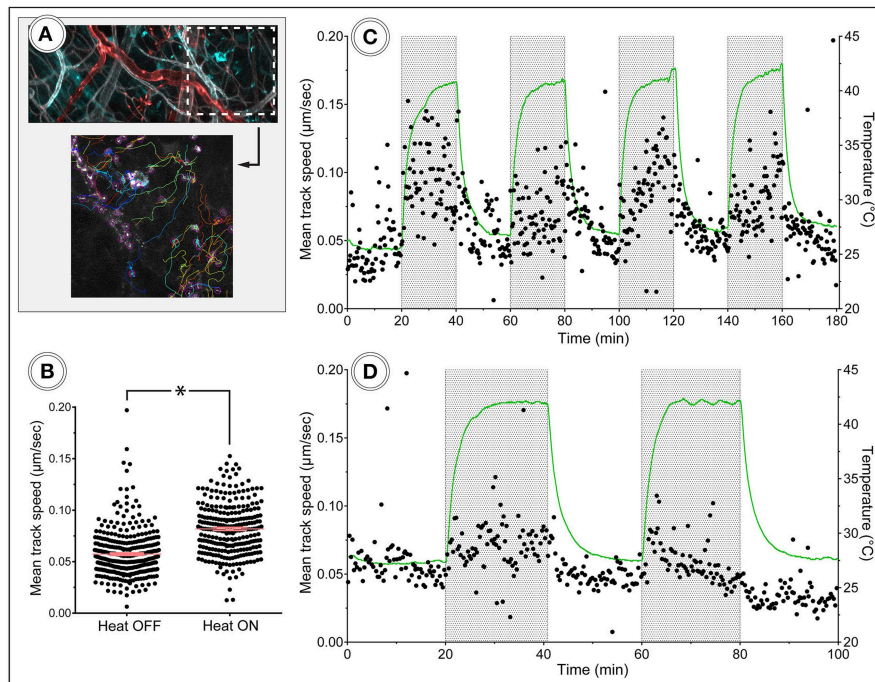 A
B
Mean track speed (μm/sec)
0.20
0.15
0.10
0.05
0.00
*
Heat OFF
Heat ON
C
Mean track speed (μm/sec)
0.20
0.15
0.10
0.05
0.00
0 20 40 60 80 100 120 140 160 180
Time (min)
45
40
35
30
25
20
Temperature (°C)
D
Mean track speed (μm/sec)
0.20
0.15
0.10
0.05
0.00
0 20 40 60 80 100
Time (min)
45
40
35
30
25
20
Temperature (°C)